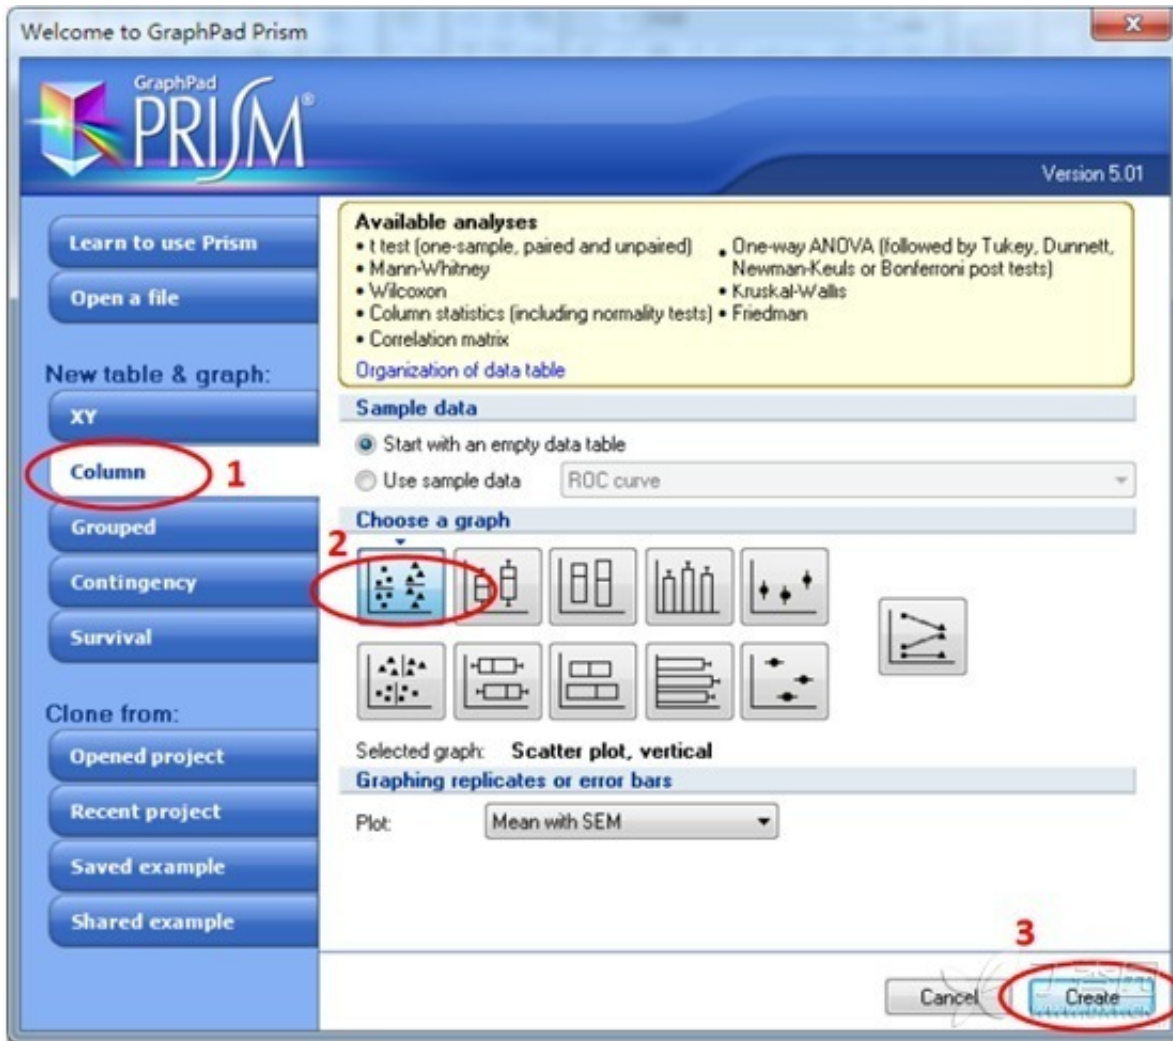 Welcome to GraphPad Prism
GraphPad
PRISM®
Version 5.01
Learn to use Prism
Open a file
New table & graph:
XY
Column
1
Grouped
Contingency
Survival
Clone from:
Opened project
Recent project
Saved example
Shared example
Available analyses
• t test (one-sample, paired and unpaired)
• Mann-Whitney
• Wilcoxon
• Column statistics (including normality tests)
• Correlation matrix
• One-way ANOVA (followed by Tukey, Dunnett,
Newman-Keuls or Bonferroni post tests)
• Kruskal-Wallis
• Friedman
Organization of data table
Sample data
Start with an empty data table
Use sample data
ROC curve
Choose a graph
2
Selected graph: Scatter plot, vertical
Graphing replicates or error bars
Plot: Mean with SEM
3
Cancel
Create